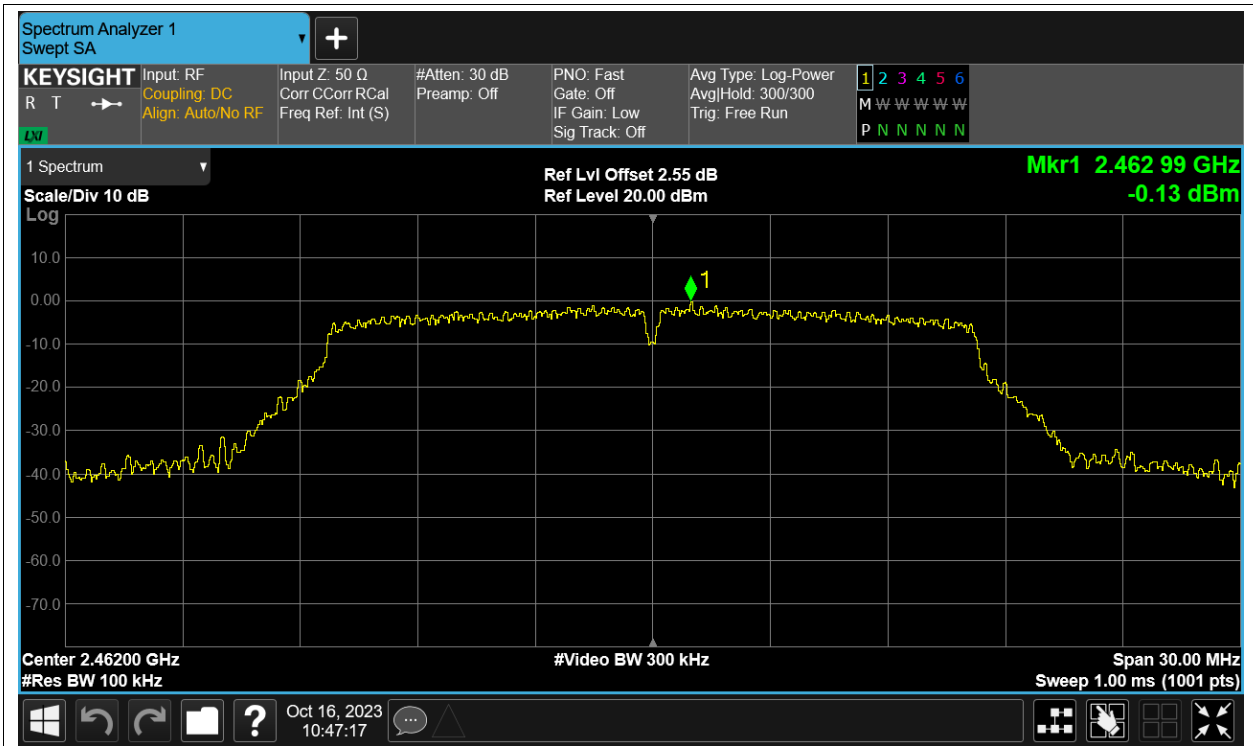 Spectrum Analyzer 1
Swept SA
KEYSIGHT
R T
LXI
Input: RF
Coupling: DC
Align: Auto/No RF
Input Z: 50 Ω
Corr CCorr RCal
Freq Ref: Int (S)
#Atten: 30 dB
Preamp: Off
PNO: Fast
Gate: Off
IF Gain: Low
Sig Track: Off
Avg Type: Log-Power
Avg|Hold: 300/300
Trig: Free Run
1 2 3 4 5 6
M W W W W W
P N N N N N
1 Spectrum
Scale/Div 10 dB
Log
Ref Lvl Offset 2.55 dB
Ref Level 20.00 dBm
Mkr1 2.462 99 GHz
-0.13 dBm
1
10.0
0.00
-10.0
-20.0
-30.0
-40.0
-50.0
-60.0
-70.0
Center 2.46200 GHz
#Res BW 100 kHz
#Video BW 300 kHz
Span 30.00 MHz
Sweep 1.00 ms (1001 pts)
?
Oct 16, 2023
10:47:17